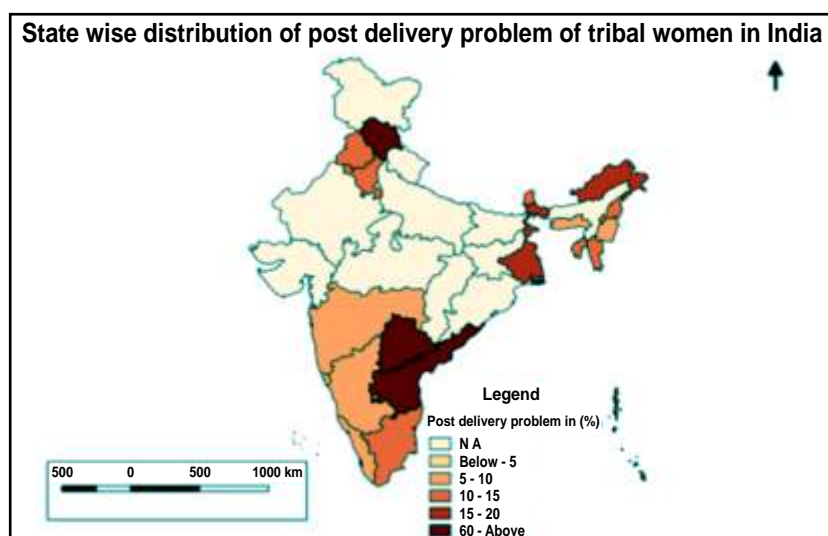 State wise distribution of post delivery problem of tribal women in India
Legend
Post delivery problem in (%)
N A
Below - 5
5 - 10
10 - 15
15 - 20
60 - Above
500 0 500 1000 km